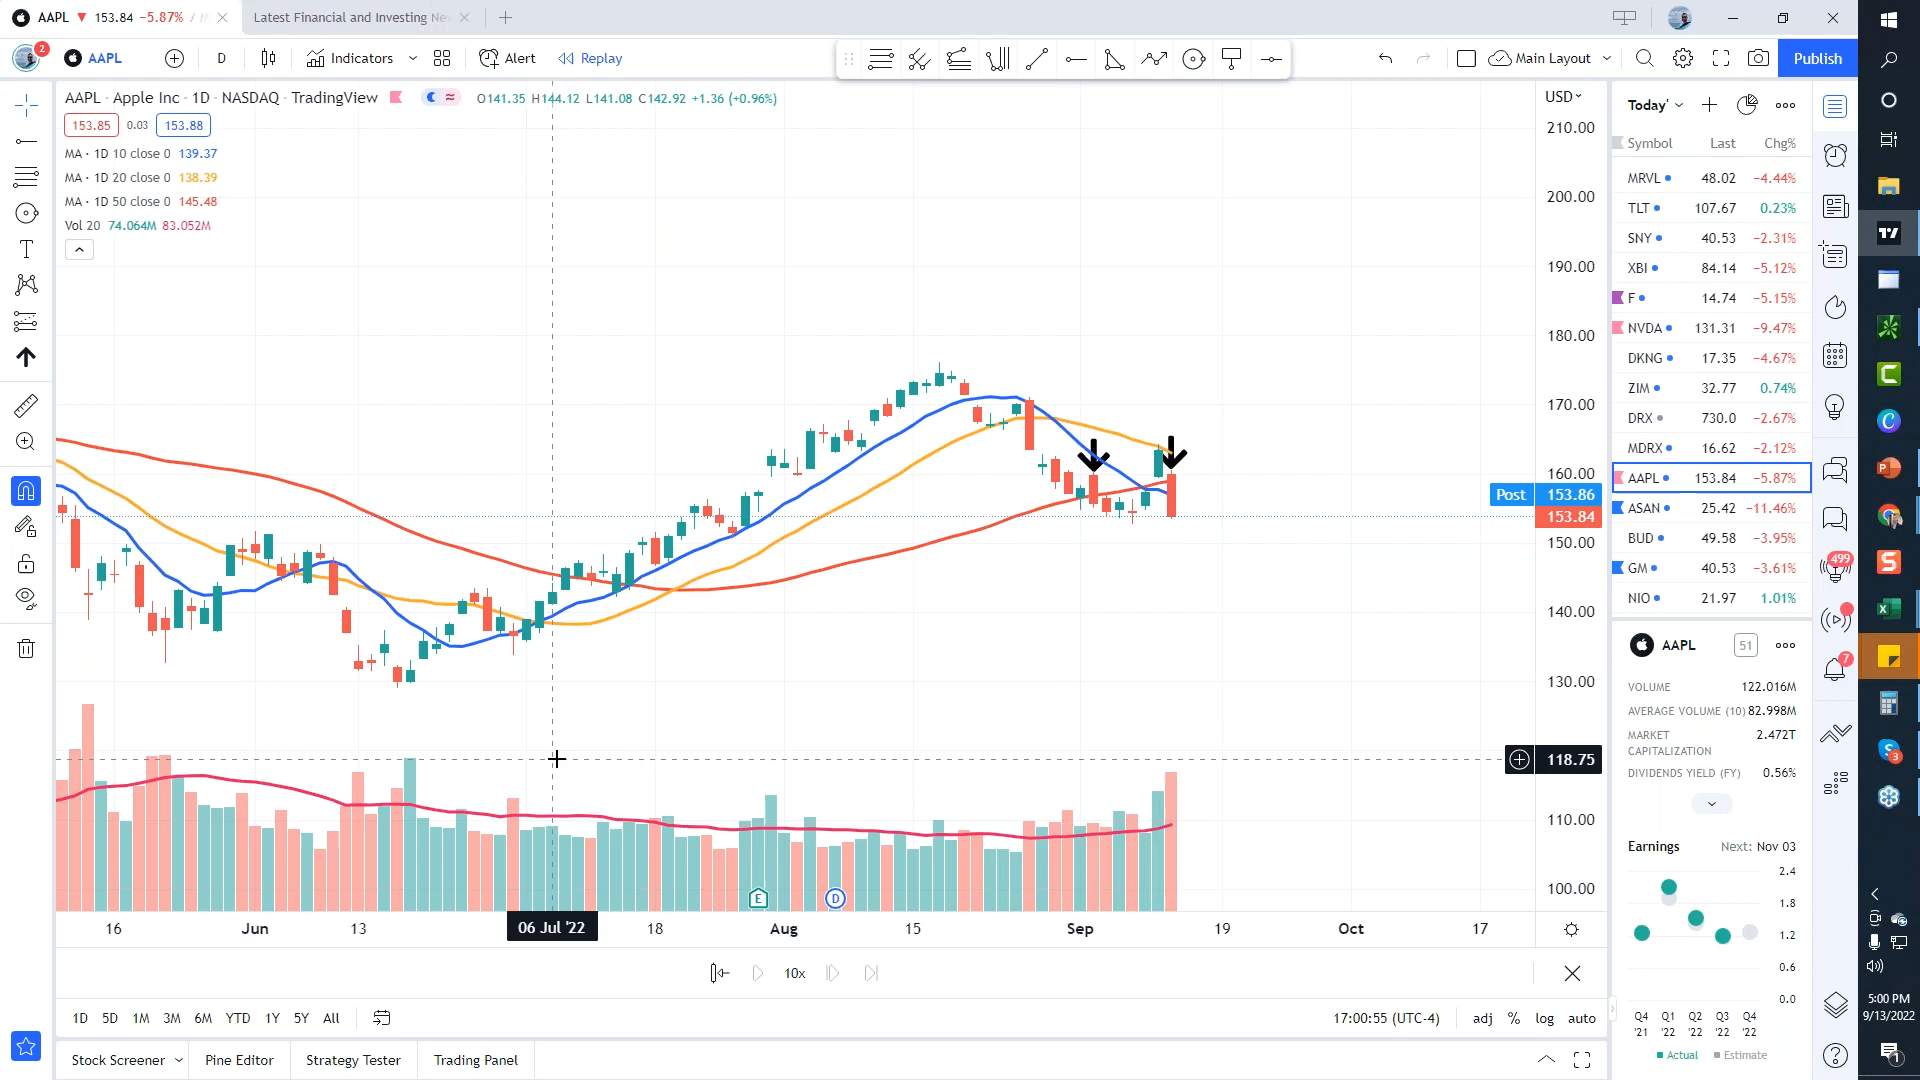 AAPL ▼ 153.84 −5.87% /
Latest Financial and Investing Ne
2
AAPL
D
Indicators
Alert
Replay
Main Layout
Publish
AAPL · Apple Inc · 1D · NASDAQ · TradingView
O141.35 H144.12 L141.08 C142.92 +1.36 (+0.96%)
153.85 0.03 153.88
MA · 1D 10 close 0 139.37
MA · 1D 20 close 0 138.39
MA · 1D 50 close 0 145.48
Vol 20 74.064M 83.052M
USD
210.00
200.00
190.00
180.00
170.00
160.00
Post 153.86
153.84
150.00
140.00
130.00
118.75
110.00
100.00
E
D
16 Jun 13 06 Jul '22 18 Aug 15 Sep 19 Oct 17
10x
1D 5D 1M 3M 6M YTD 1Y 5Y All
17:00:55 (UTC-4)
adj % log auto
Stock Screener
Pine Editor
Strategy Tester
Trading Panel
Today'
Symbol Last Chg%
MRVL 48.02 −4.44%
TLT 107.67 0.23%
SNY 40.53 −2.31%
XBI 84.14 −5.12%
F 14.74 −5.15%
NVDA 131.31 −9.47%
DKNG 17.35 −4.67%
ZIM 32.77 0.74%
DRX 730.0 −2.67%
MDRX 16.62 −2.12%
AAPL 153.84 −5.87%
ASAN 25.42 −11.46%
BUD 49.58 −3.95%
GM 40.53 −3.61%
NIO 21.97 1.01%
AAPL 51
VOLUME 122.016M
AVERAGE VOLUME (10) 82.998M
MARKET CAPITALIZATION 2.472T
DIVIDENDS YIELD (FY) 0.56%
Earnings Next: Nov 03
2.4
1.8
1.2
0.6
0.0
Q4 Q1 Q2 Q3 Q4
'21 '22 '22 '22 '22
Actual Estimate
499
7
3
5:00 PM
9/13/2022
1